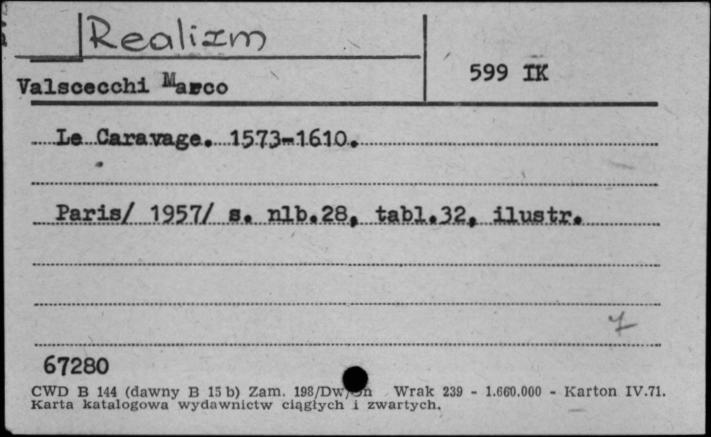 Realizm
599 IK
Valscecchi Marco
Le Caravage. 1573-1610.
Paris/ 1957/ s. nlb.28, tabl.32, ilustr.
7
67280
CWD B 144 (dawny B 15 b) Zam. 198/Dw/ Wrak 239 - 1.660.000 - Karton IV.71.
Karta katalogowa wydawnictw ciągłych i zwartych.